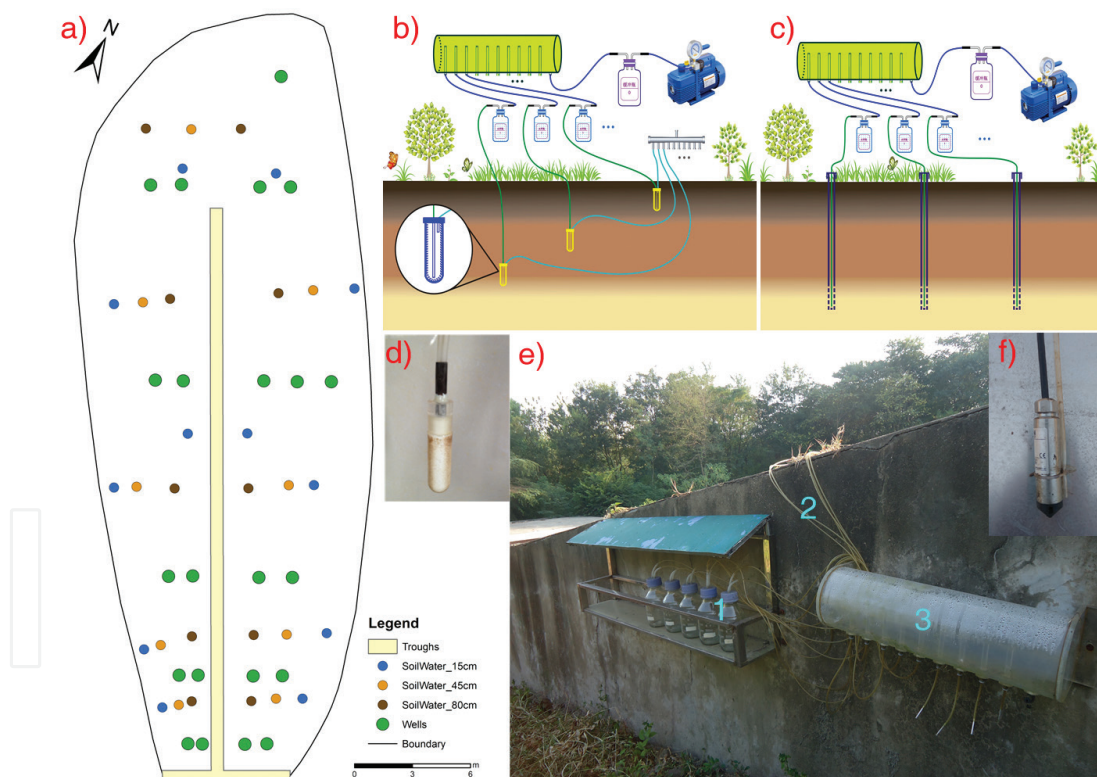 a)
N
b)
c)
...
...
...
...
...
...
d)
e)
f)
1
2
3
Legend
Troughs
SoilWater_15cm
SoilWater_45cm
SoilWater_80cm
Wells
Boundary
0 3 6 m